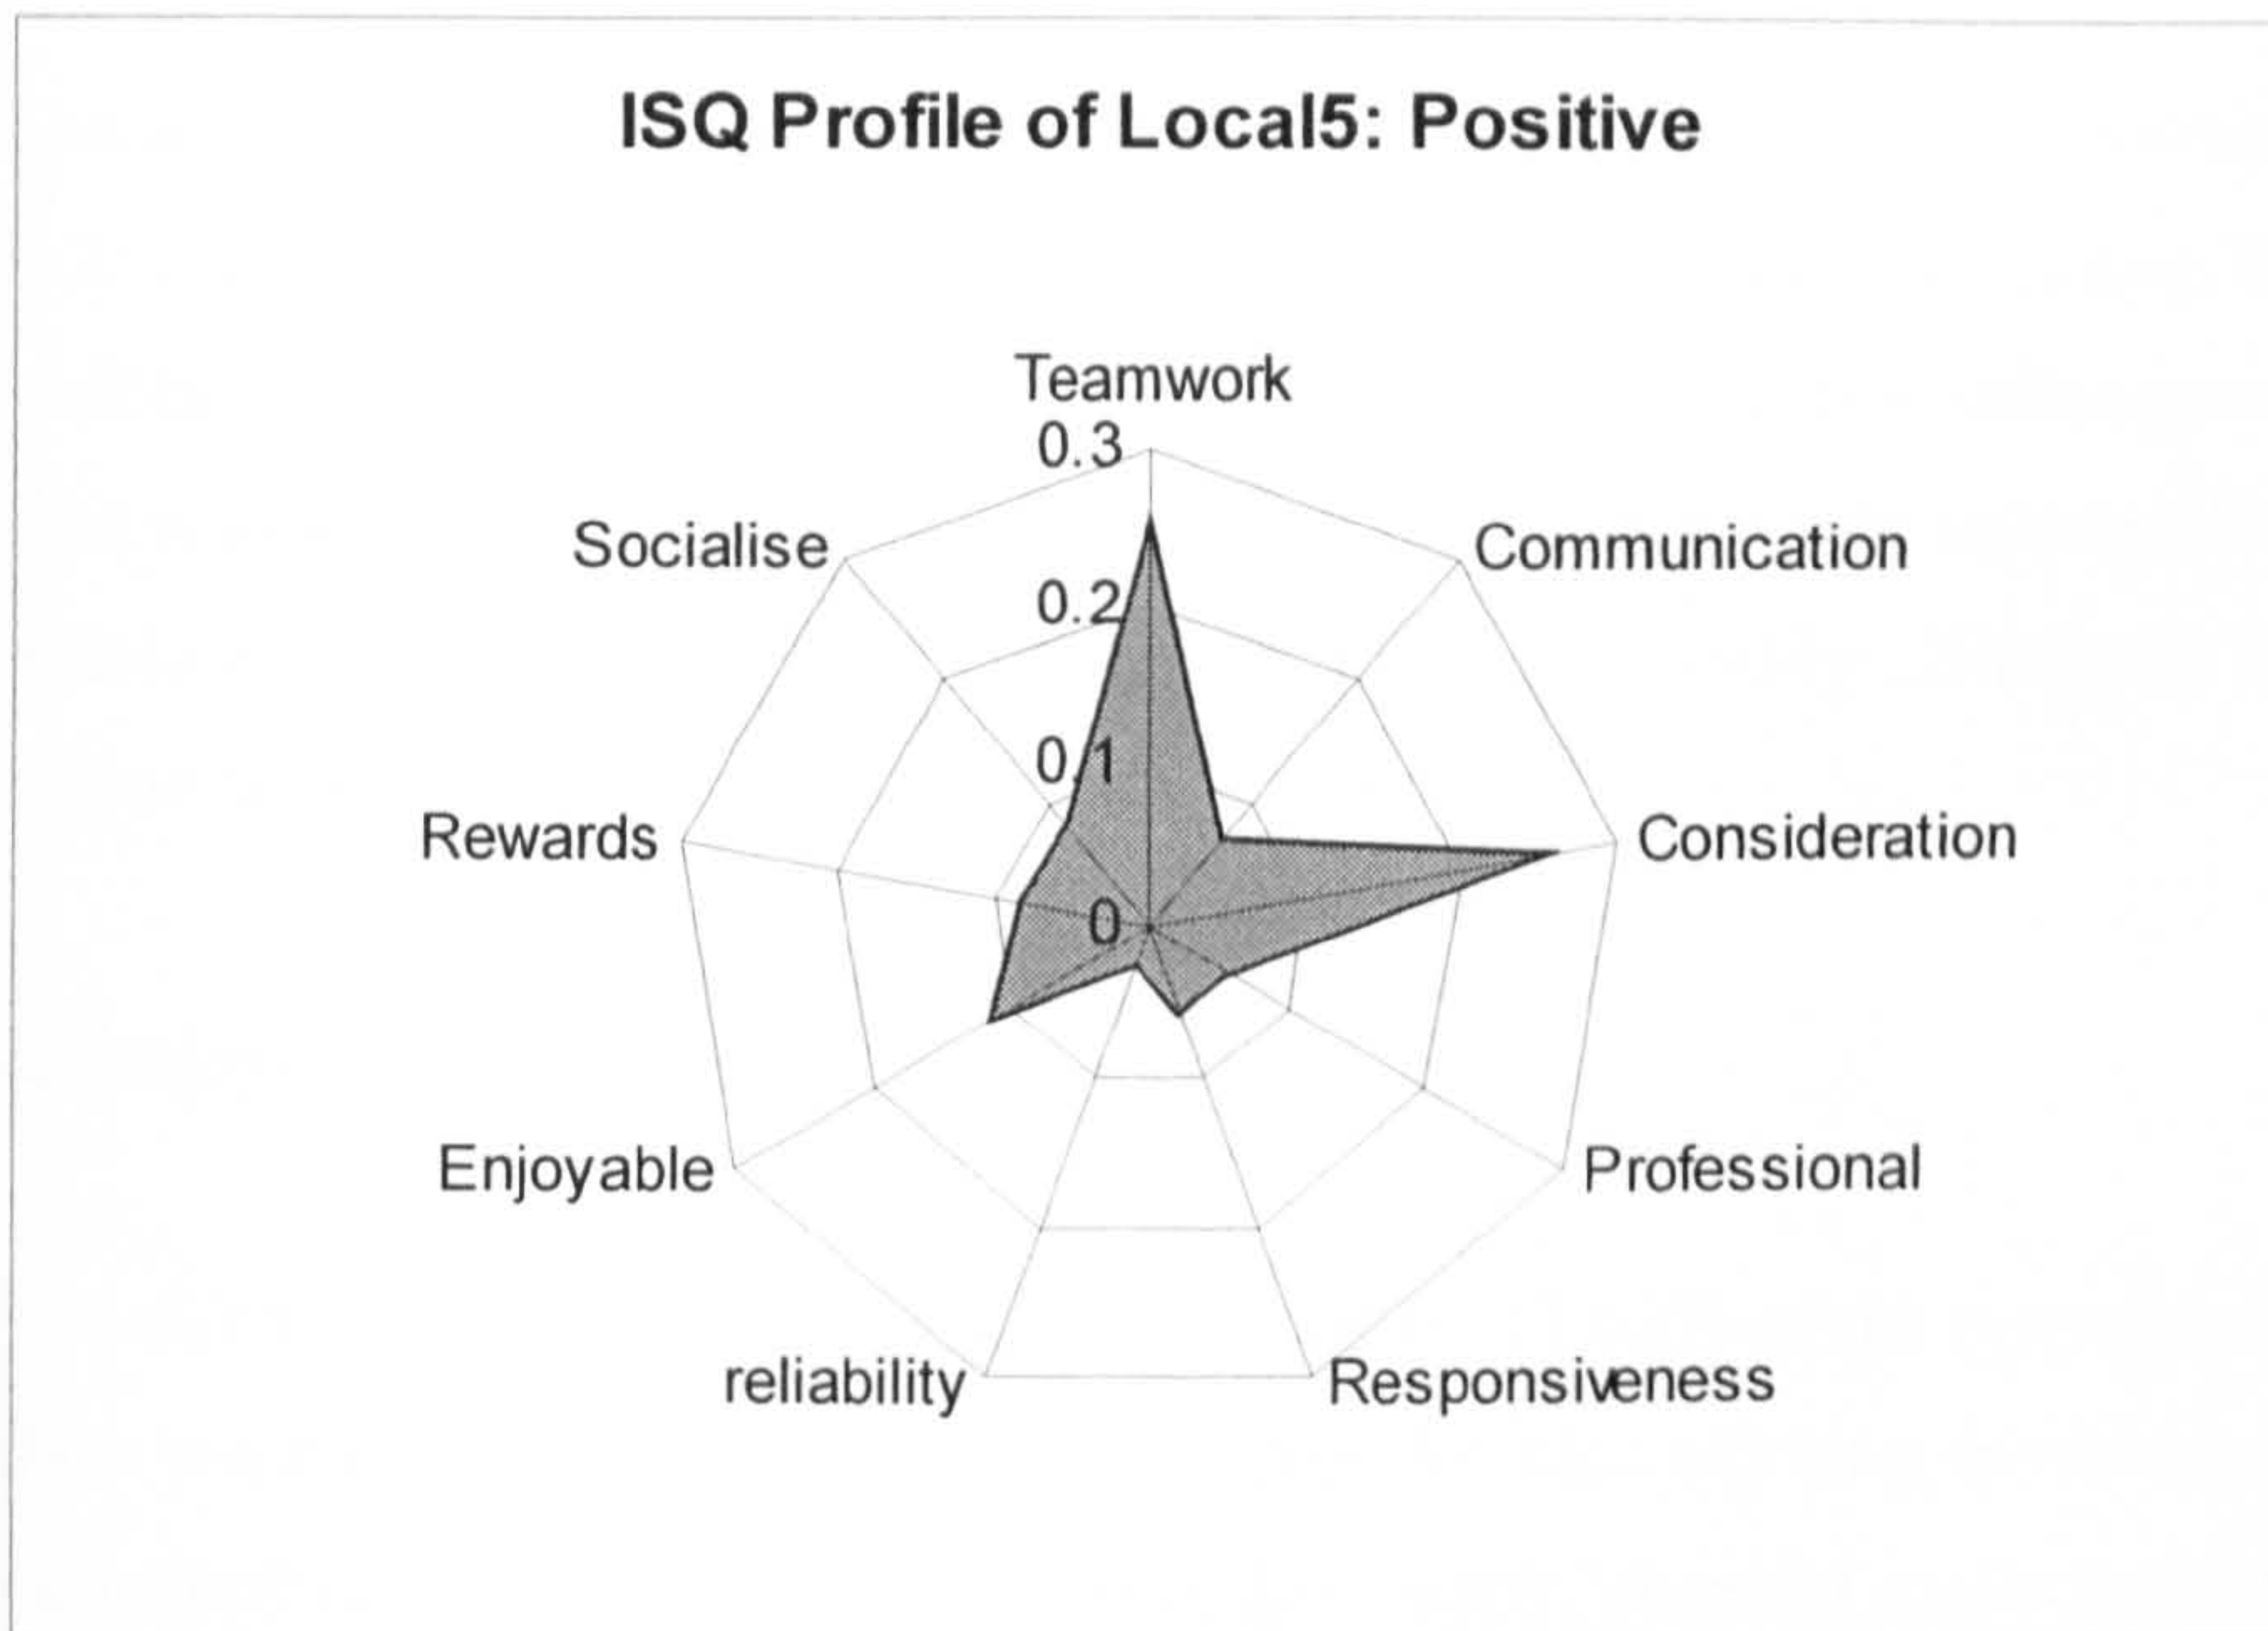 ISQ Profile of Local5: Positive
Teamwork
0.3
Socialise
Communication
0.2
0.1
Rewards
Consideration
0
Enjoyable
Professional
reliability
Responsiveness